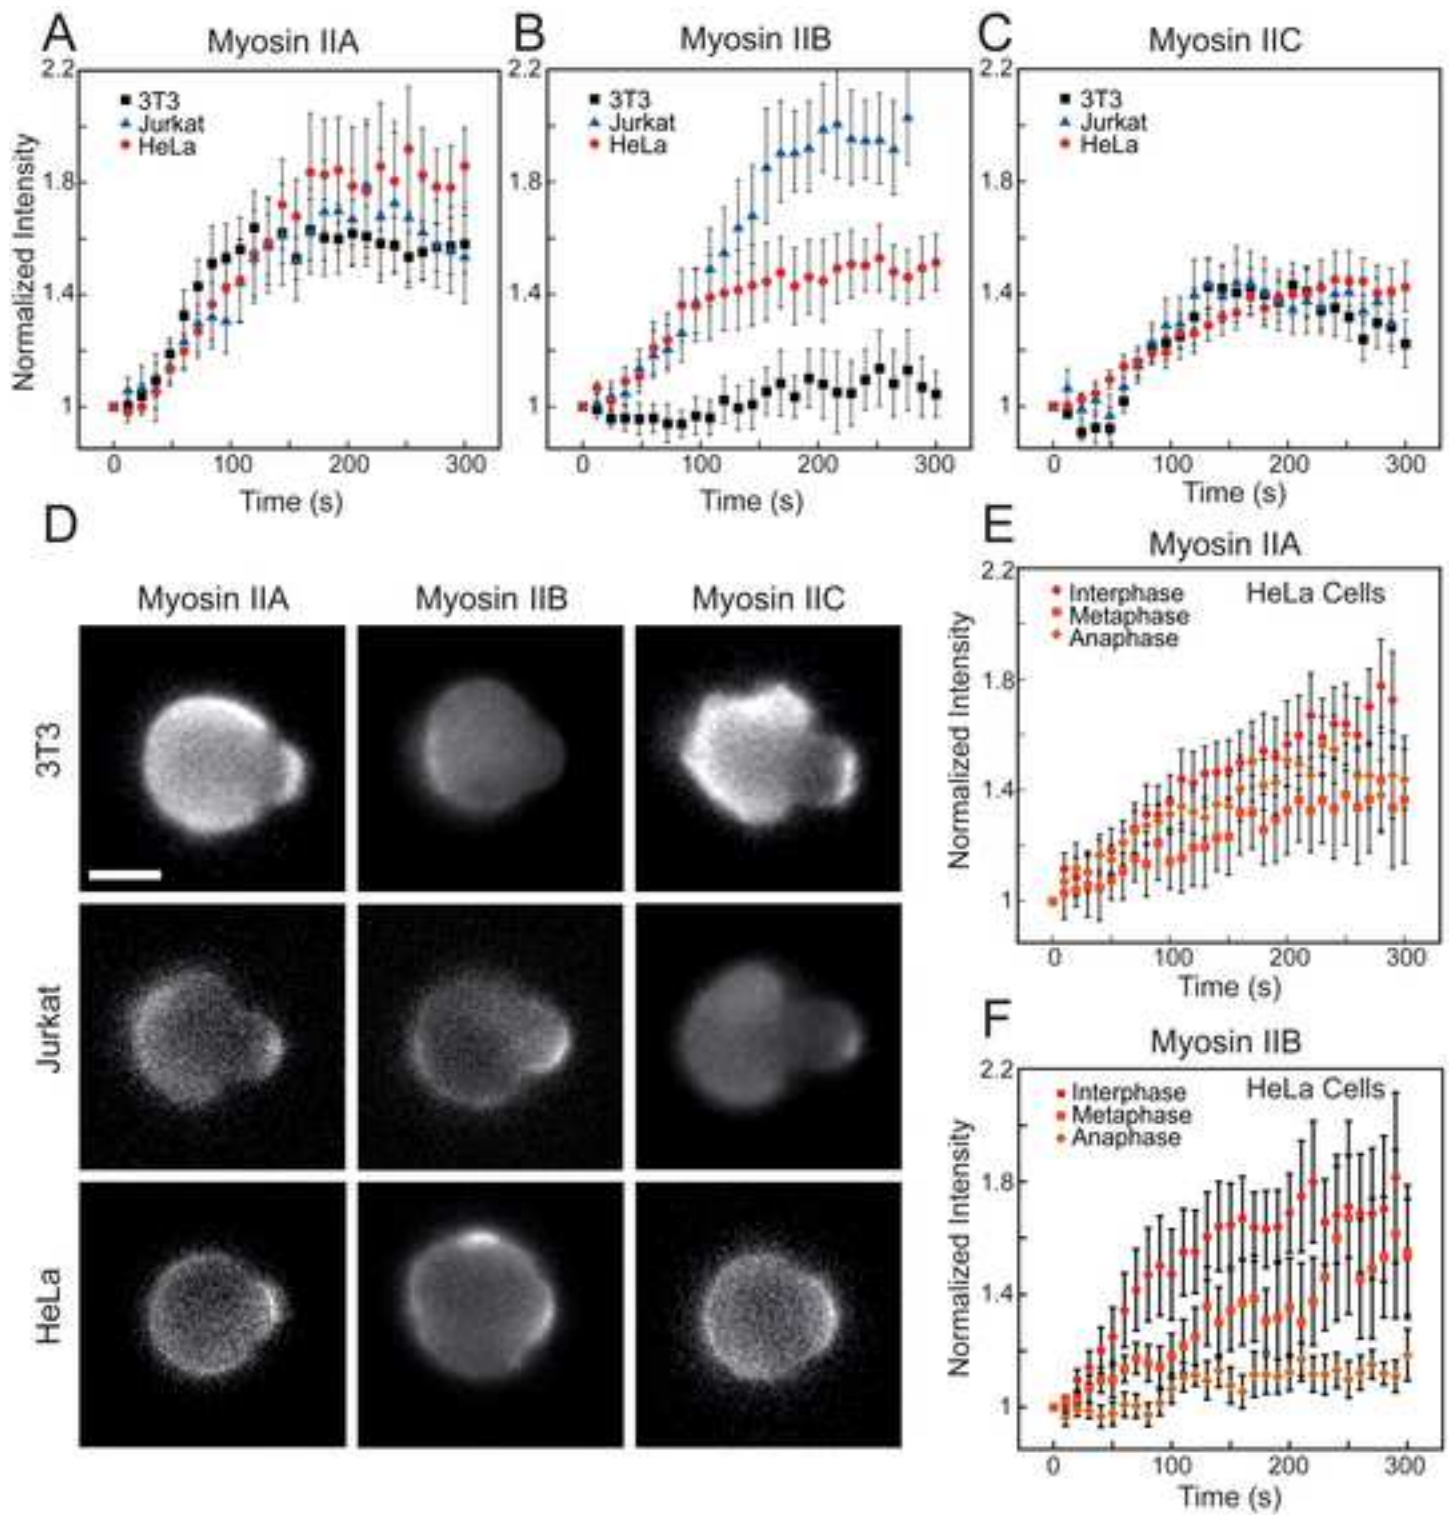 A
Myosin IIA
2.2
1.8
1.4
1
Normalized Intensity
3T3
Jurkat
HeLa
0 100 200 300
Time (s)
B
Myosin IIB
2.2
1.8
1.4
1
3T3
Jurkat
HeLa
0 100 200 300
Time (s)
C
Myosin IIC
2.2
1.8
1.4
1
3T3
Jurkat
HeLa
0 100 200 300
Time (s)
D
Myosin IIA Myosin IIB Myosin IIC
3T3
Jurkat
HeLa
E
Myosin IIA
2.2
1.8
1.4
1
Normalized Intensity
Interphase
Metaphase
Anaphase
HeLa Cells
0 100 200 300
Time (s)
F
Myosin IIB
2.2
1.8
1.4
1
Normalized Intensity
Interphase
Metaphase
Anaphase
HeLa Cells
0 100 200 300
Time (s)